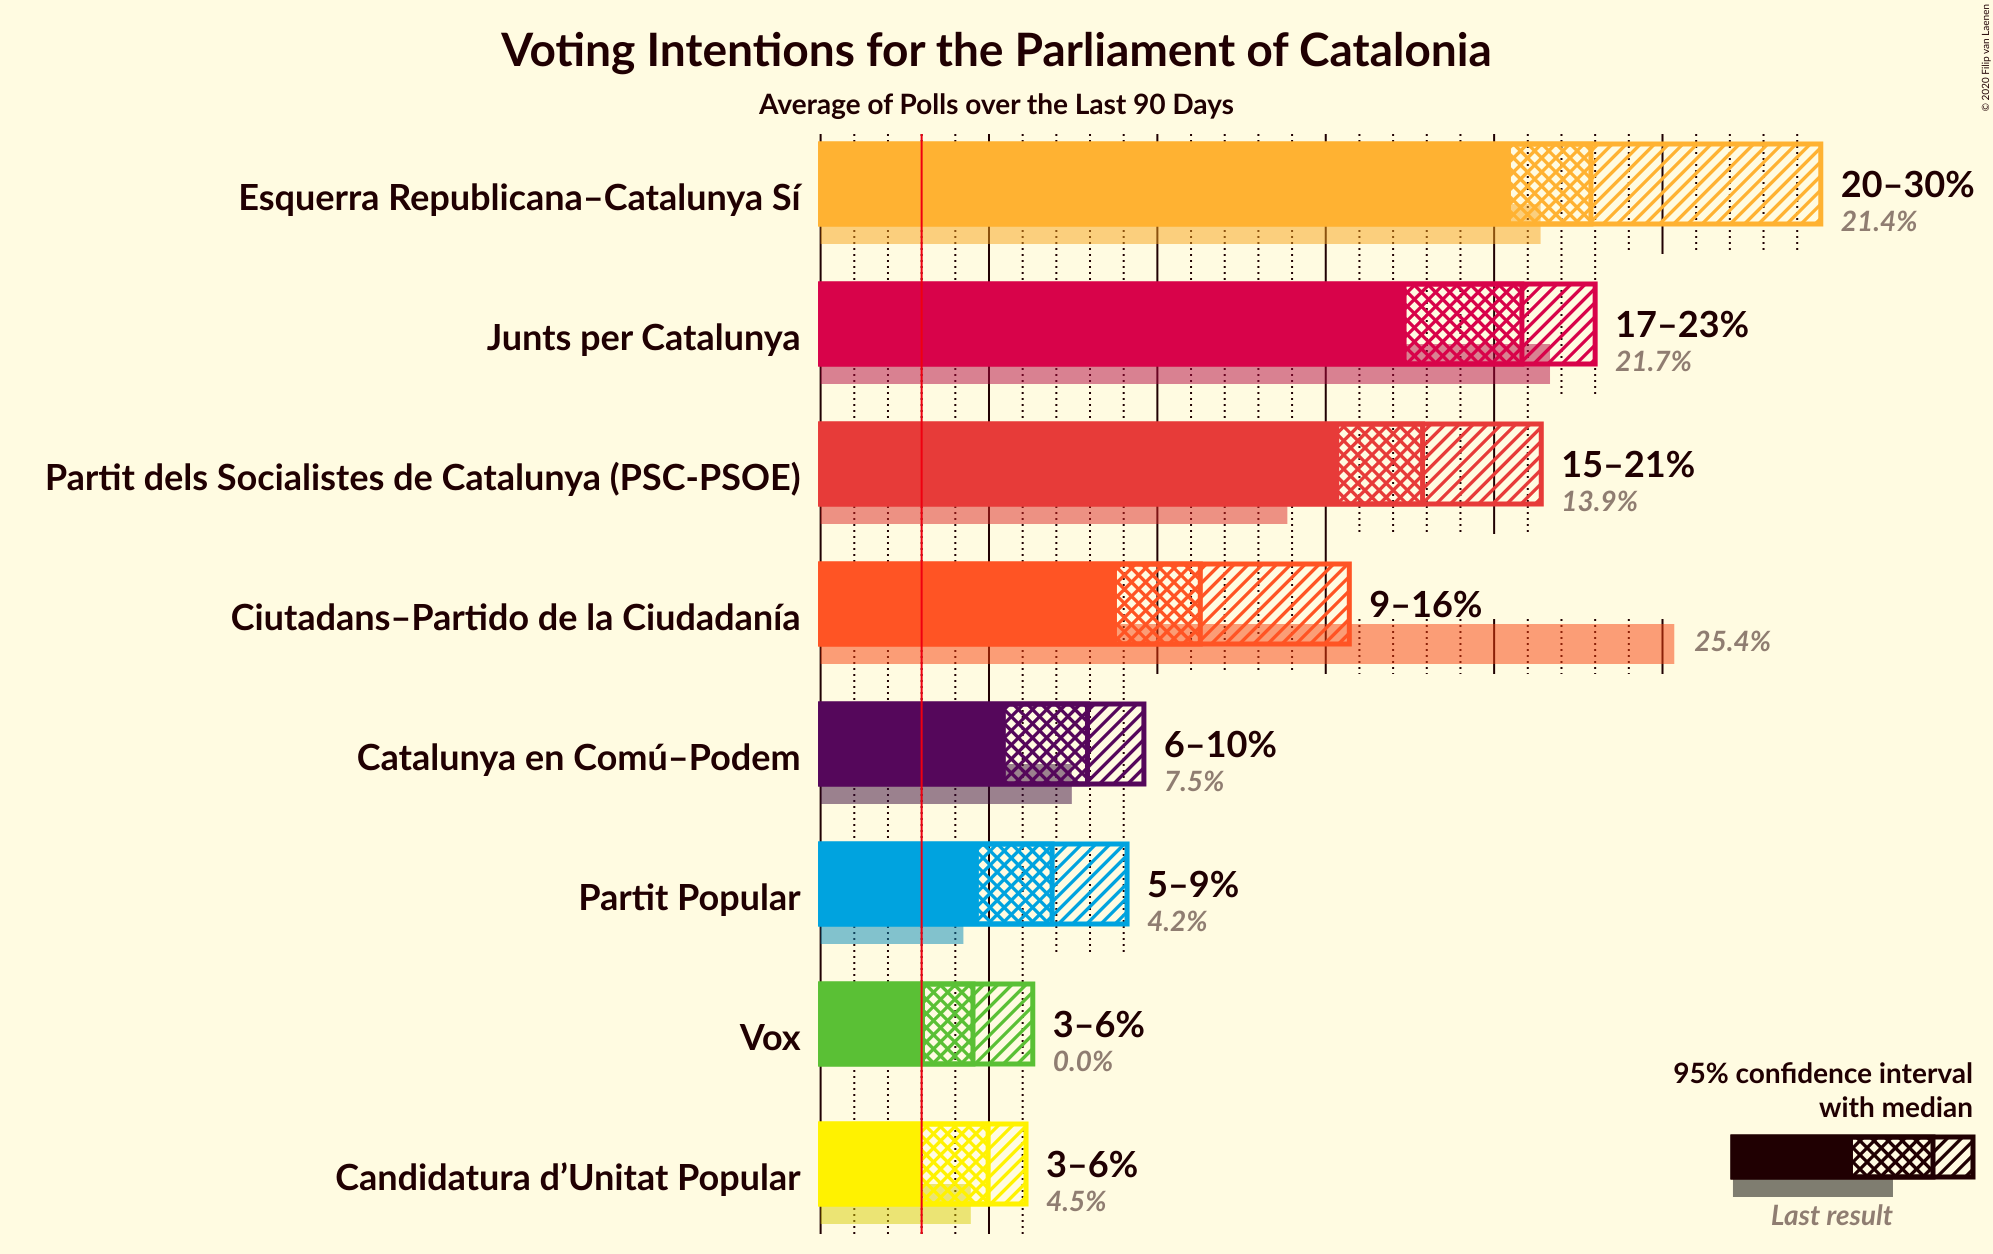 Voting Intentions for the Parliament of Catalonia
Average of Polls over the Last 90 Days
© 2020 Filip van Laenen
Esquerra Republicana–Catalunya Sí
20–30%
21.4%
Junts per Catalunya
17–23%
21.7%
Partit dels Socialistes de Catalunya (PSC-PSOE)
15–21%
13.9%
Ciutadans–Partido de la Ciudadanía
9–16%
25.4%
Catalunya en Comú–Podem
6–10%
7.5%
Partit Popular
5–9%
4.2%
Vox
3–6%
0.0%
Candidatura d’Unitat Popular
3–6%
4.5%
95% confidence interval
with median
Last result